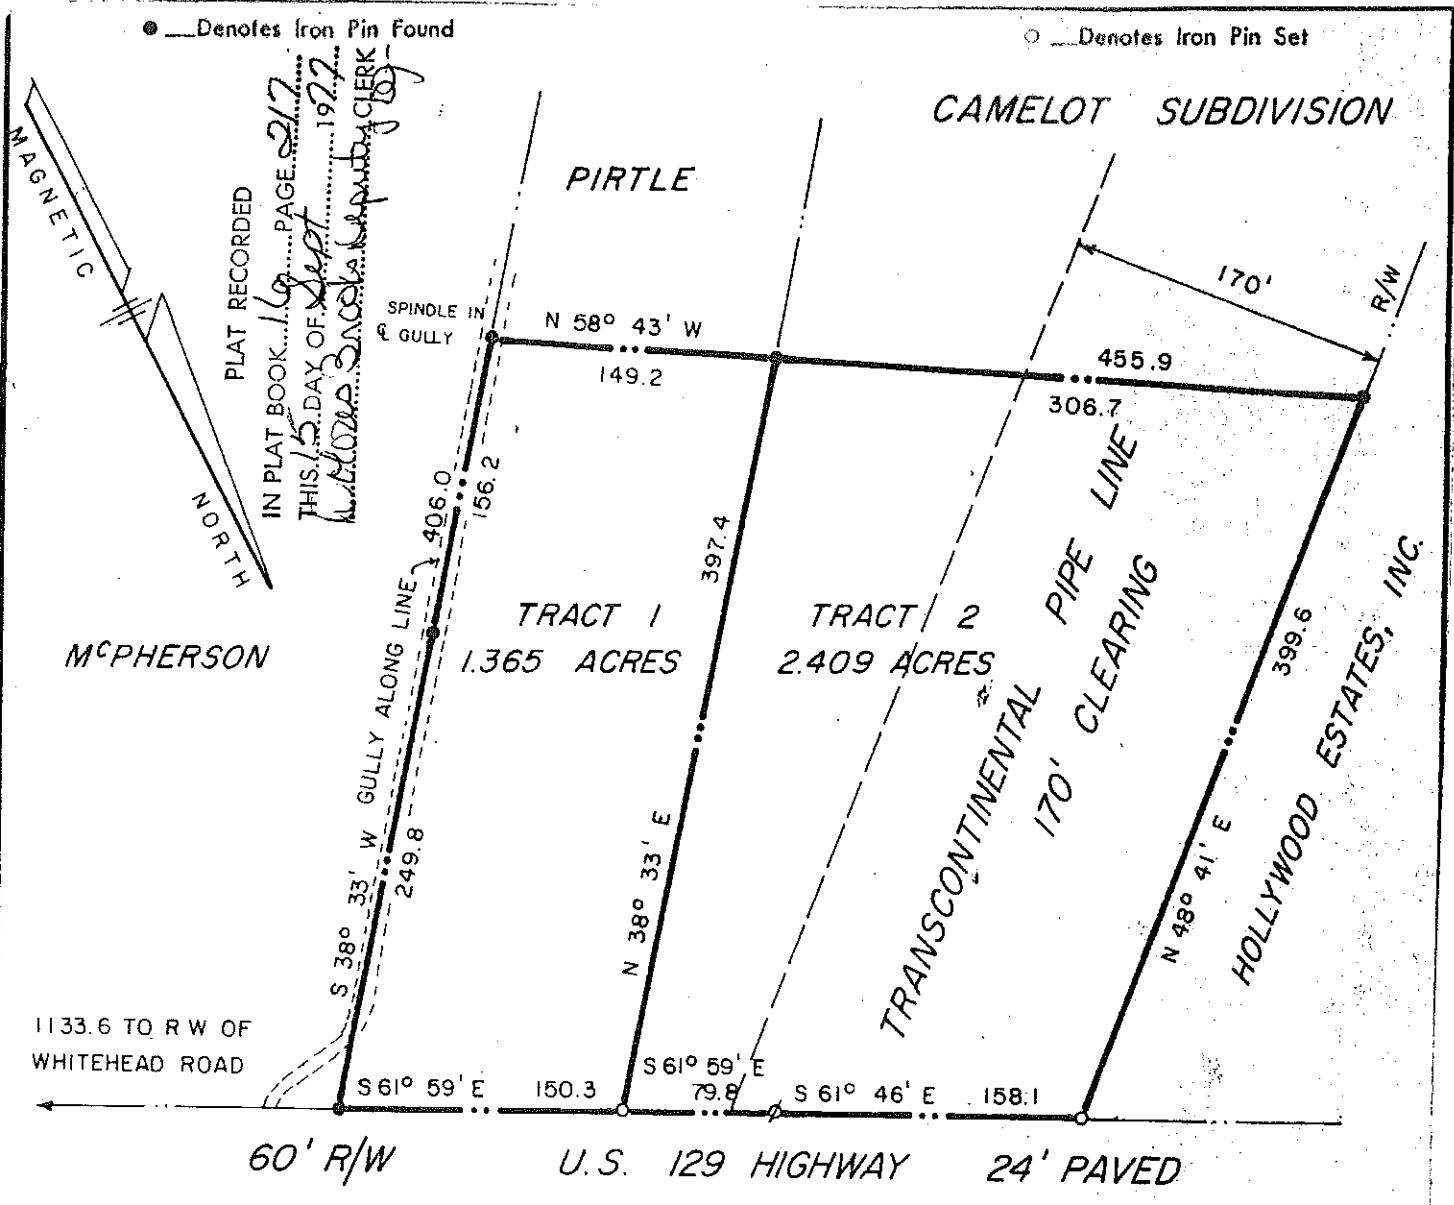 Denotes Iron Pin Found
Denotes Iron Pin Set
CAMELOT SUBDIVISION
MAGNETIC
NORTH
PLAT RECORDED
IN PLAT BOOK 16 PAGE 217
THIS 15 DAY OF Sept 1977
Brooks Deputy CLERK
PIRTLE
170'
R/W
SPINDLE IN
℄ GULLY
N 58° 43' W
149.2
455.9
306.7
406.0
156.2
397.4
399.6
TRACT 1
1.365 ACRES
TRACT 2
2.409 ACRES
McPHERSON
S 38° 33' W GULLY ALONG LINE
249.8
N 38° 33' E
TRANSCONTINENTAL PIPE LINE
170' CLEARING
N 48° 41' E
HOLLYWOOD ESTATES, INC.
1133.6 TO R W OF
WHITEHEAD ROAD
S 61° 59' E 150.3
S 61° 59' E
79.8
S 61° 46' E 158.1
60' R/W U.S. 129 HIGHWAY 24' PAVED